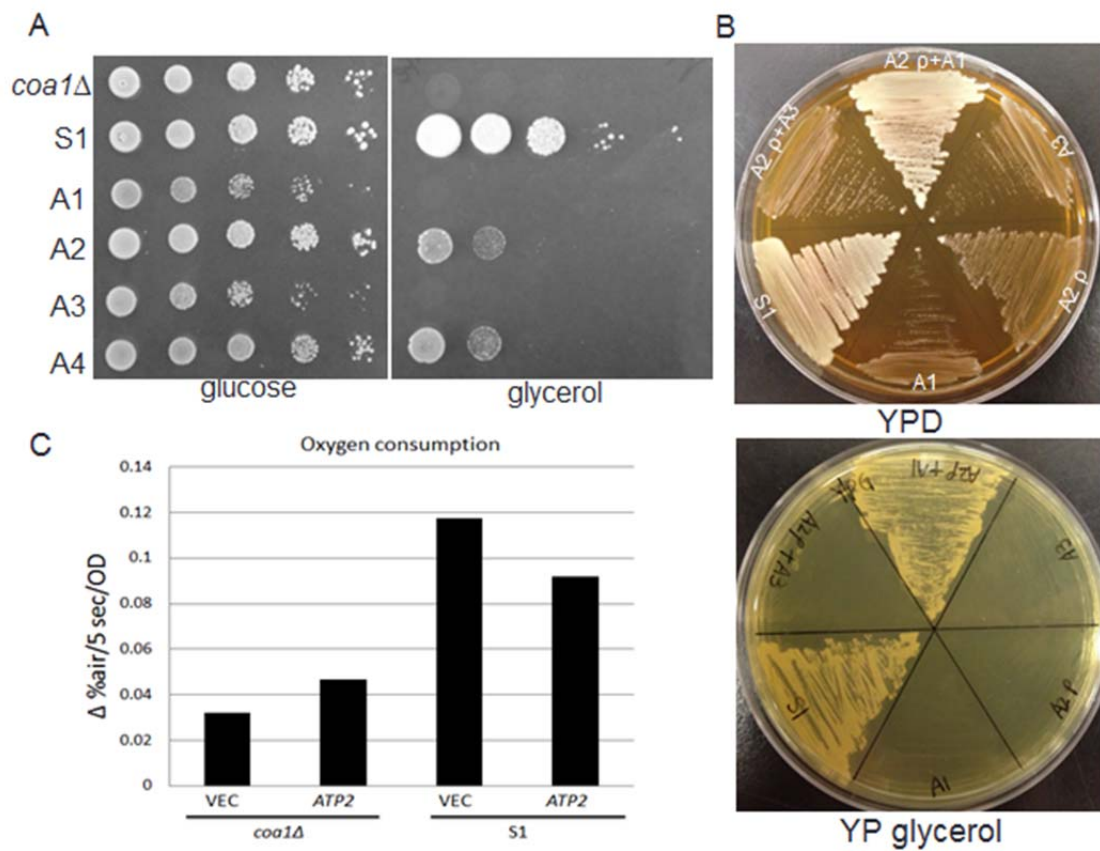 A
coa1Δ
S1
A1
A2
A3
A4
glucose
glycerol
B
A2 ρ+A1
A2 ρ+A3
A3
S1
A2 ρ
A1
YPD
A2ρ+A1
A2ρ+A3
A3
S1
A2 ρ
A1
YP glycerol
C
Oxygen consumption
Δ %air/5 sec/OD
0.14
0.12
0.1
0.08
0.06
0.04
0.02
0
VEC
ATP2
VEC
ATP2
coa1Δ
S1